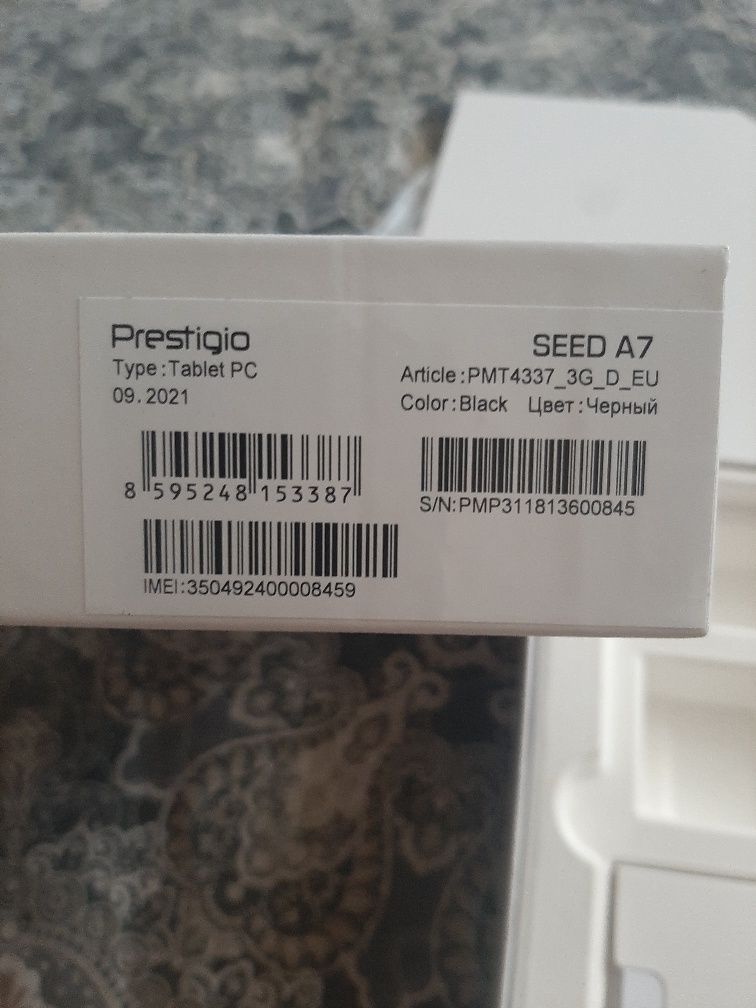 Prestigio
Type:Tablet PC
09.2021
SEED A7
Article:PMT4337_3G_D_EU
Color:Black Цвет:Черный
8 595248 153387
S/N:PMP311813600845
IMEI:350492400008459